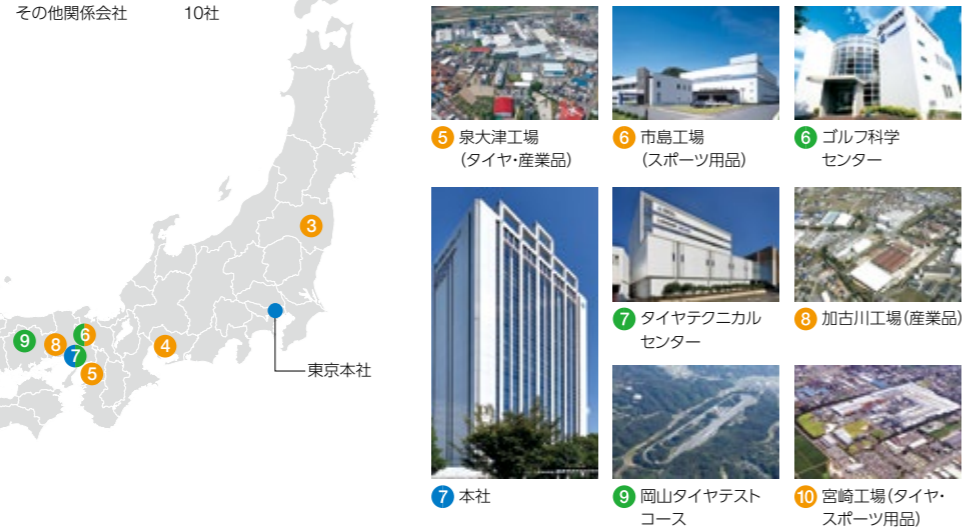 その他関係会社 10社
3
9
8
6
7
5
4
東京本社
5 泉大津工場
(タイヤ・産業品)
6 市島工場
(スポーツ用品)
6 ゴルフ科学
センター
7 本社
7 タイヤテクニカル
センター
8 加古川工場(産業品)
9 岡山タイヤテスト
コース
10 宮崎工場(タイヤ・
スポーツ用品)